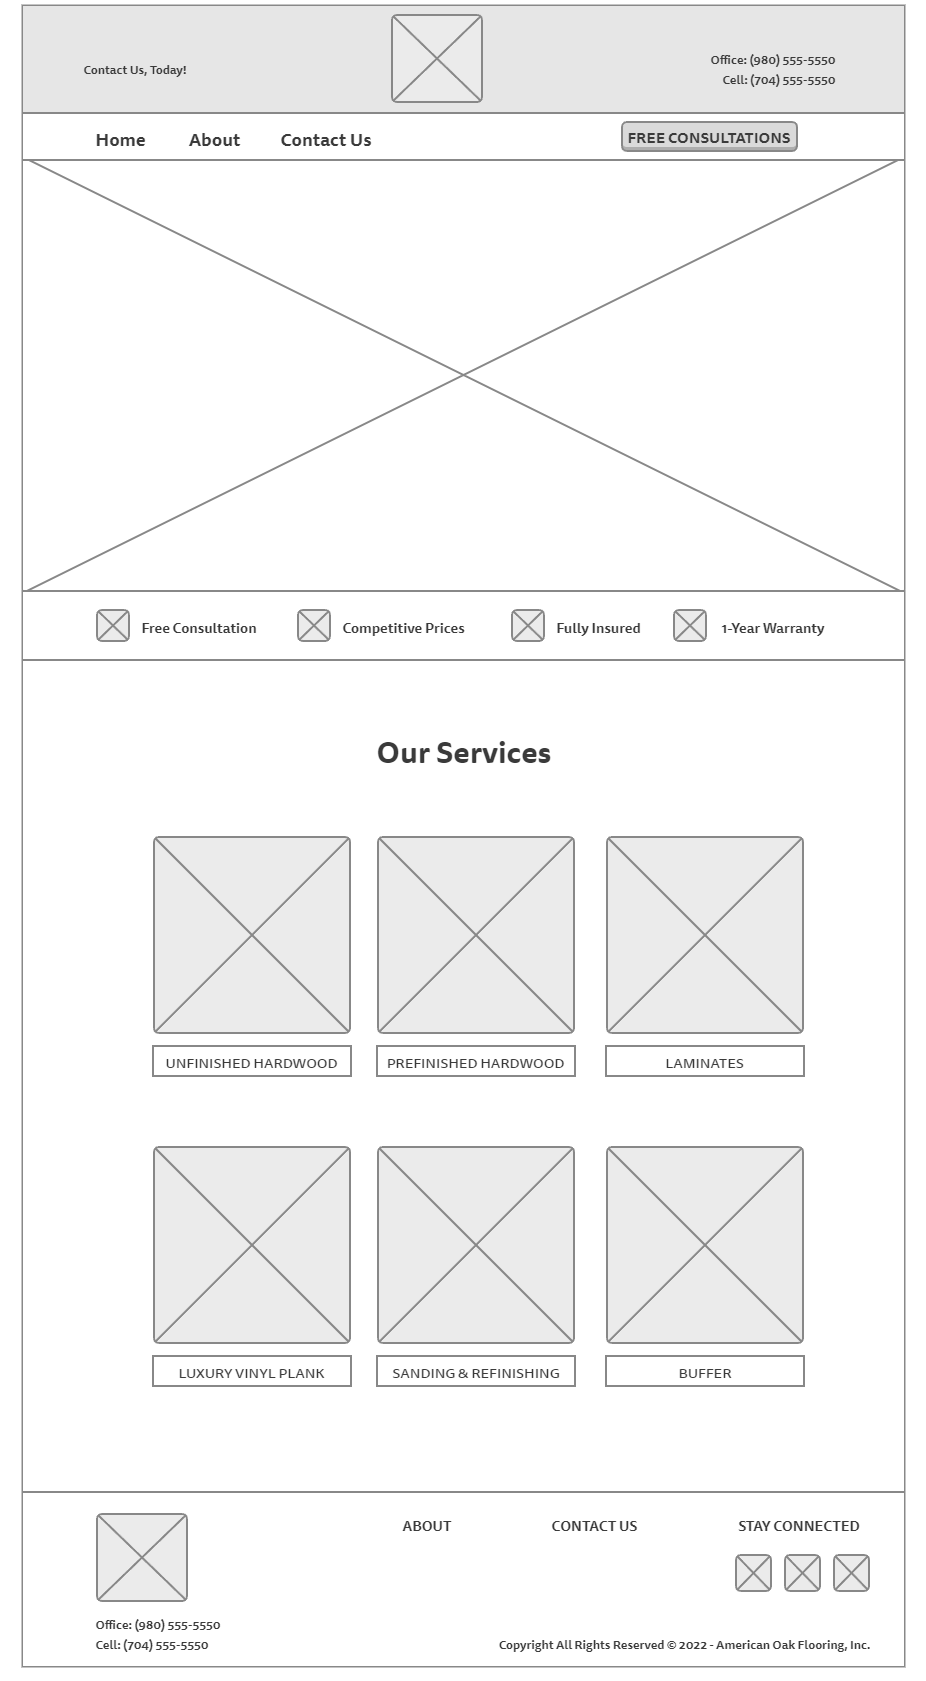 Contact Us, Today!
Office: (980) 555-5550
Cell: (704) 555-5550
Home About Contact Us FREE CONSULTATIONS
Free Consultation Competitive Prices Fully Insured 1-Year Warranty
Our Services
UNFINISHED HARDWOOD PREFINISHED HARDWOOD LAMINATES
LUXURY VINYL PLANK SANDING & REFINISHING BUFFER
ABOUT CONTACT US STAY CONNECTED
Office: (980) 555-5550
Cell: (704) 555-5550
Copyright All Rights Reserved © 2022 - American Oak Flooring, Inc.